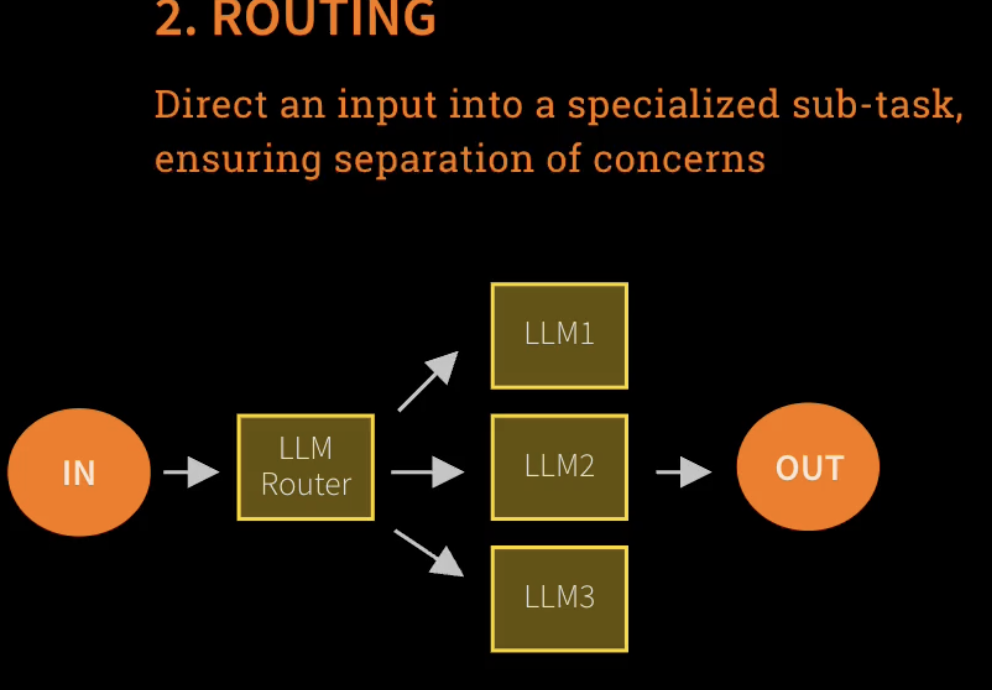 2. ROUTING
Direct an input into a specialized sub-task,
ensuring separation of concerns
LLM1
IN
LLM
Router
LLM2
OUT
LLM3